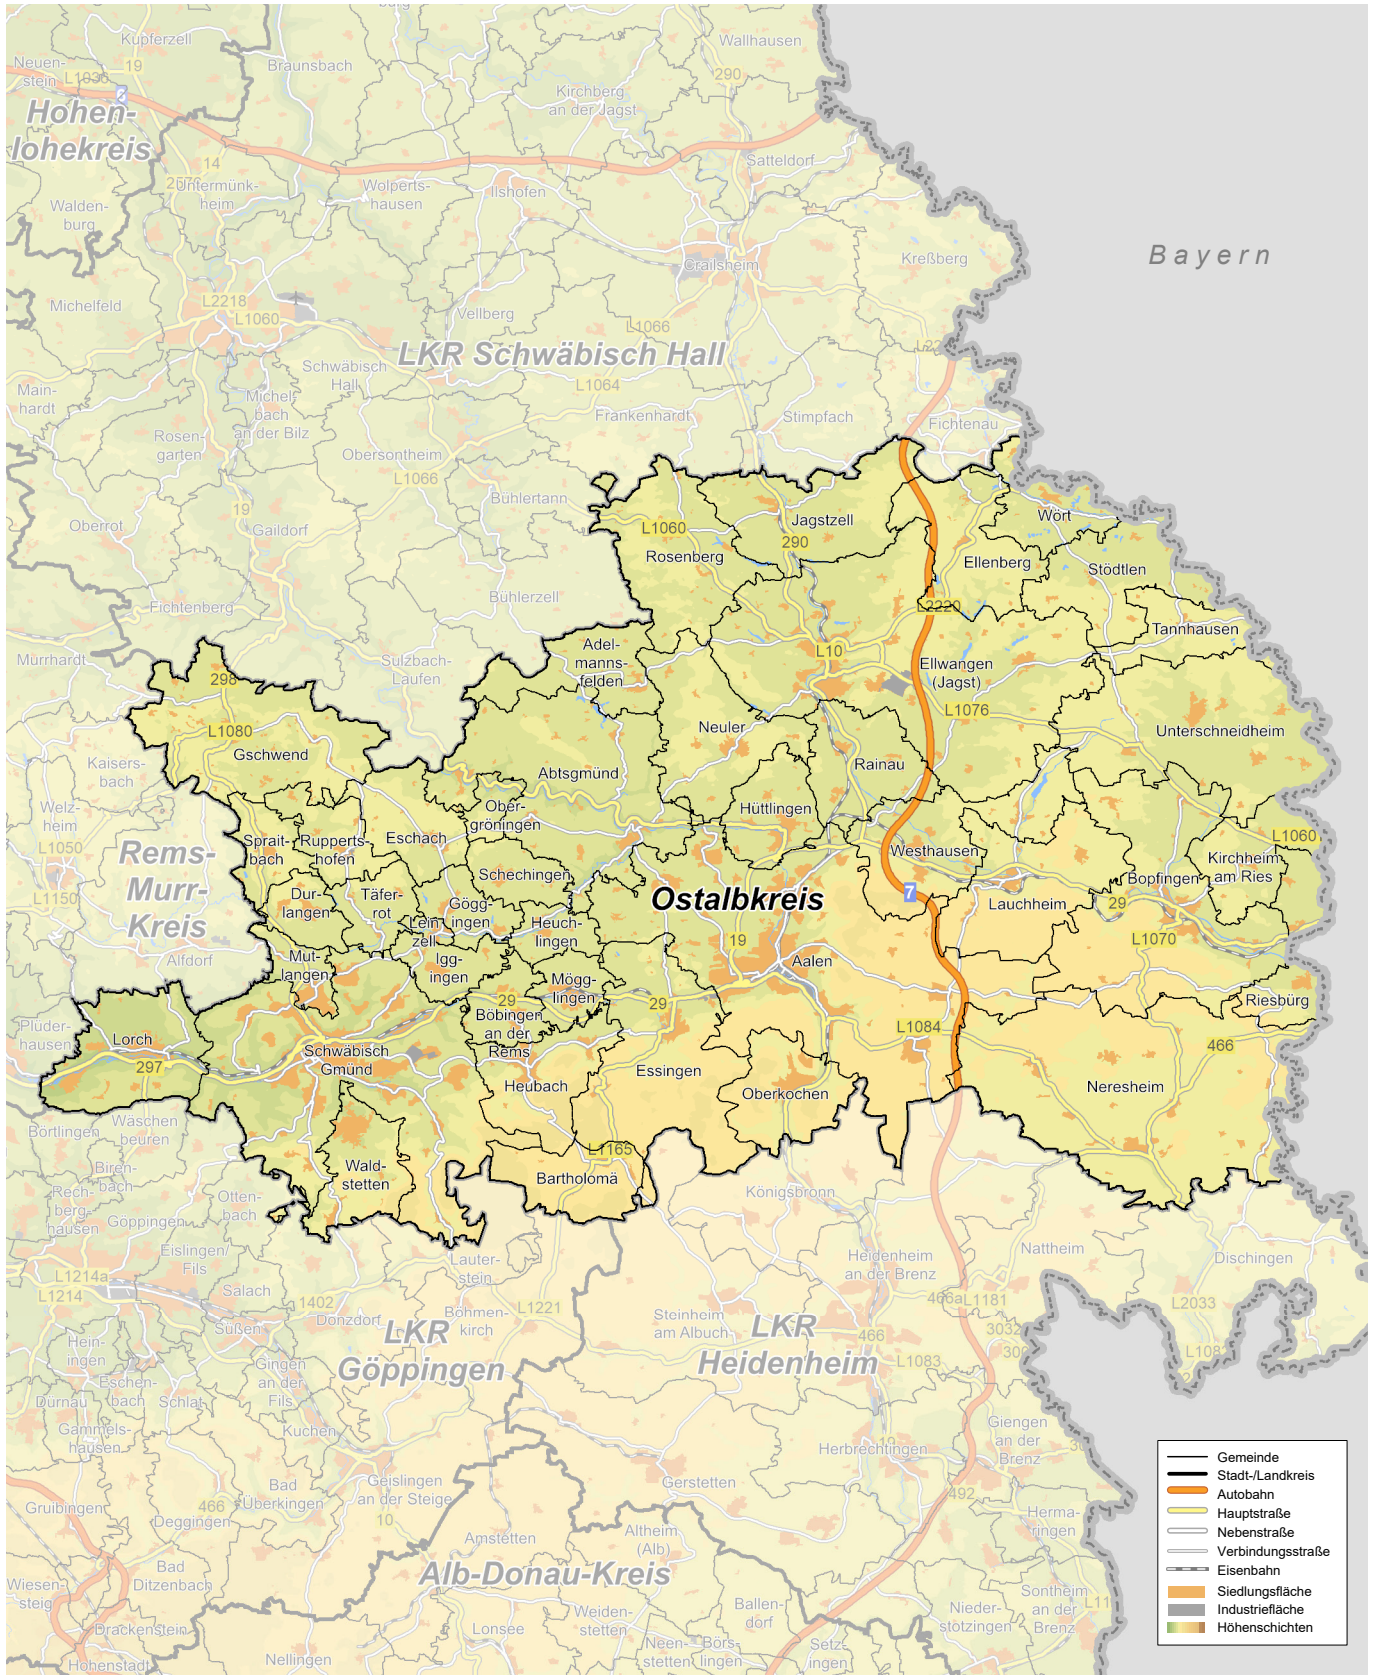 Kupferzell
Neuen-
stein
L1036
19
6
Braunsbach
Wallhausen
290
Kirchberg
an der Jagst
Hohen-
lohekreis
14
Satteldorf
Untermünk-
heim
Wolperts-
hausen
Ilshofen
Walden-
burg
Bayern
Crailsheim
Kreßberg
Michelfeld
L2218
L1060
Vellberg
L1066
LKR Schwäbisch Hall
Schwäbisch
Hall
L1064
Main-
hardt
Michel-
bach
an der Bilz
Frankenhardt
Stimpfach
Fichtenau
Rosen-
garten
Obersontheim
L1066
Bühlertann
19
Oberrot
Gaildorf
L1060
Jagstzell
290
Wört
Rosenberg
Ellenberg
Stödtlen
Fichtenberg
Bühlerzell
L2220
Tannhausen
Murrhardt
Sulzbach-
Laufen
Adel-
manns-
felden
L10
Ellwangen
(Jagst)
298
L1076
L1080
Gschwend
Neuler
Unterschneidheim
Kaisers-
bach
Abtsgmünd
Rainau
Welz-
heim
Ober-
gröningen
Hüttlingen
L1050
Sprait-
bach
Rupperts-
hofen
Eschach
Westhausen
L1060
Kirchheim
am Ries
Rems-
Murr-
Kreis
Schechingen
Bopfingen
L1150
Dur-
langen
Täfer-
rot
Gögg-
ingen
Ostalbkreis
7
Lauchheim
29
Lein-
zell
Heuch-
lingen
19
L1070
Alfdorf
Mut-
langen
Igg-
ingen
Aalen
Mögg-
lingen
29
29
Riesbürg
Böbingen
an der
Rems
Plüder-
hausen
Lorch
297
Schwäbisch
Gmünd
L1084
466
Essingen
Heubach
Oberkochen
Neresheim
Börtlingen
Wäschen-
beuren
L1165
Wald-
stetten
Bartholomä
Biren-
bach
Rech-
berg-
hausen
Otten-
bach
Königsbronn
Göppingen
Eislingen/
Fils
Nattheim
Dischingen
Lauter-
stein
Heidenheim
an der Brenz
L1214a
L1214
Salach
1402
Donzdorf
Böhmen-
kirch
L1221
Steinheim
am Albuch
466a
L1181
L2033
Süßen
LKR
Göppingen
LKR
Heidenheim
466
3032
Hein-
ingen
Gingen
an der
Fils
L1083
Eschen-
bach
Dürnau
Schlat
Gammels-
hausen
Kuchen
Giengen
an der
Brenz
19
Herbrechtingen
Bad
Überkingen
Geislingen
an der Steige
Gerstetten
Gruibingen
466
Deggingen
10
492
Herma-
ringen
Amstetten
Altheim
(Alb)
Bad
Ditzenbach
Alb-Donau-Kreis
Wiesen-
steig
Drackenstein
Weiden-
stetten
Ballen-
dorf
Nieder-
stotzingen
Sontheim
an der
Brenz
Lonsee
Hohenstadt
Nellingen
Neen-
stetten
Börs-
lingen
Setz-
ingen
Gemeinde
Stadt-/Landkreis
Autobahn
Hauptstraße
Nebenstraße
Verbindungsstraße
Eisenbahn
Siedlungsfläche
Industriefläche
Höhenschichten